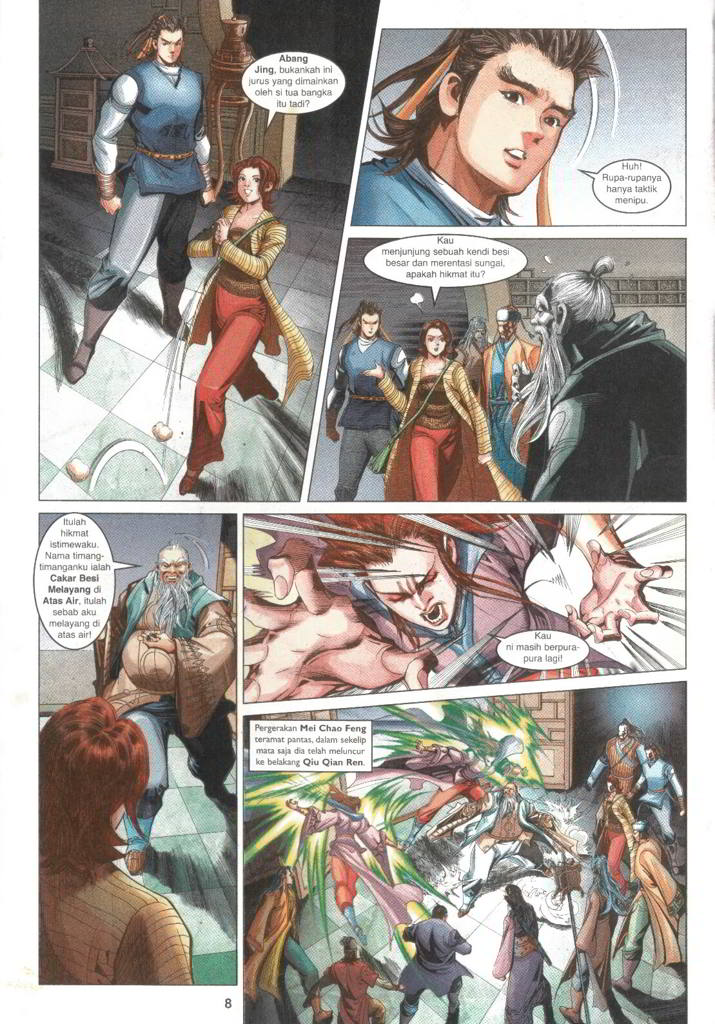 Abang
Jing, bukankah ini
jurus yang dimainkan
oleh si tua bangka
itu tadi?
Huh!
Rupa-rupanya
hanya taktik
menipu.
Kau
menjunjung sebuah kendi besi
besar dan merentasi sungai,
apakah hikmat itu?
Itulah
hikmat
istimewaku.
Nama timang-
timanganku ialah
Cakar Besi
Melayang di
Atas Air, itulah
sebab aku
melayang di
atas air!
Kau
ni masih berpura-
pura lagi!
Pergerakan Mei Chao Feng
teramat pantas, dalam sekelip
mata saja dia telah meluncur
ke belakang Qiu Qian Ren.
8